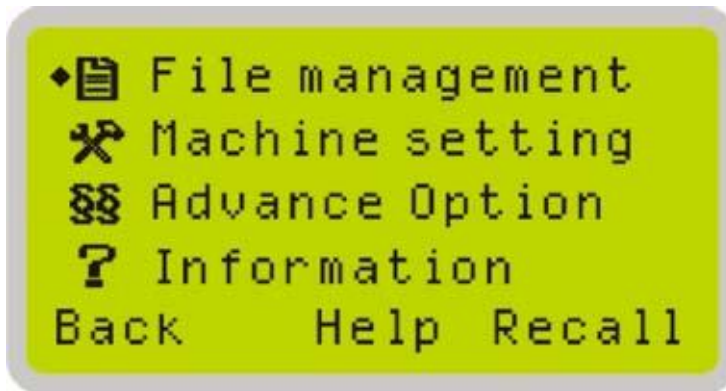 File management
Machine setting
§§ Advance Option
? Information
Back Help Recall